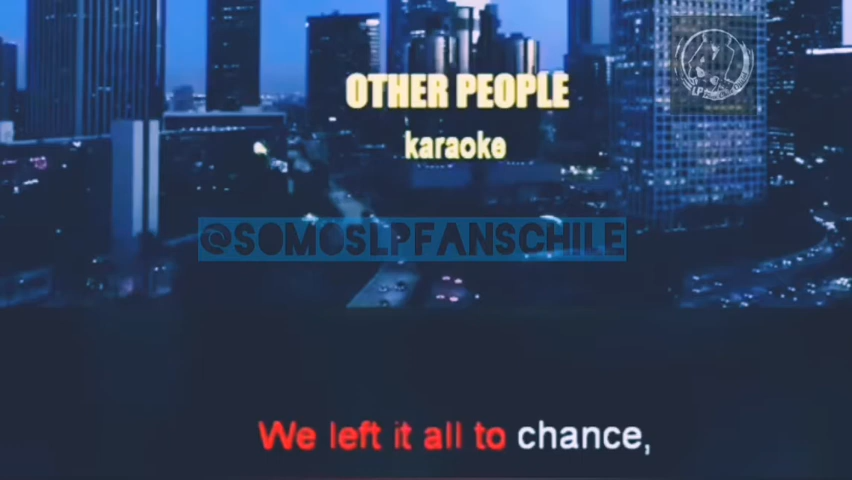 OTHER PEOPLE
karaoke
@SOMOSLPFANSCHILE
We left it all to chance,